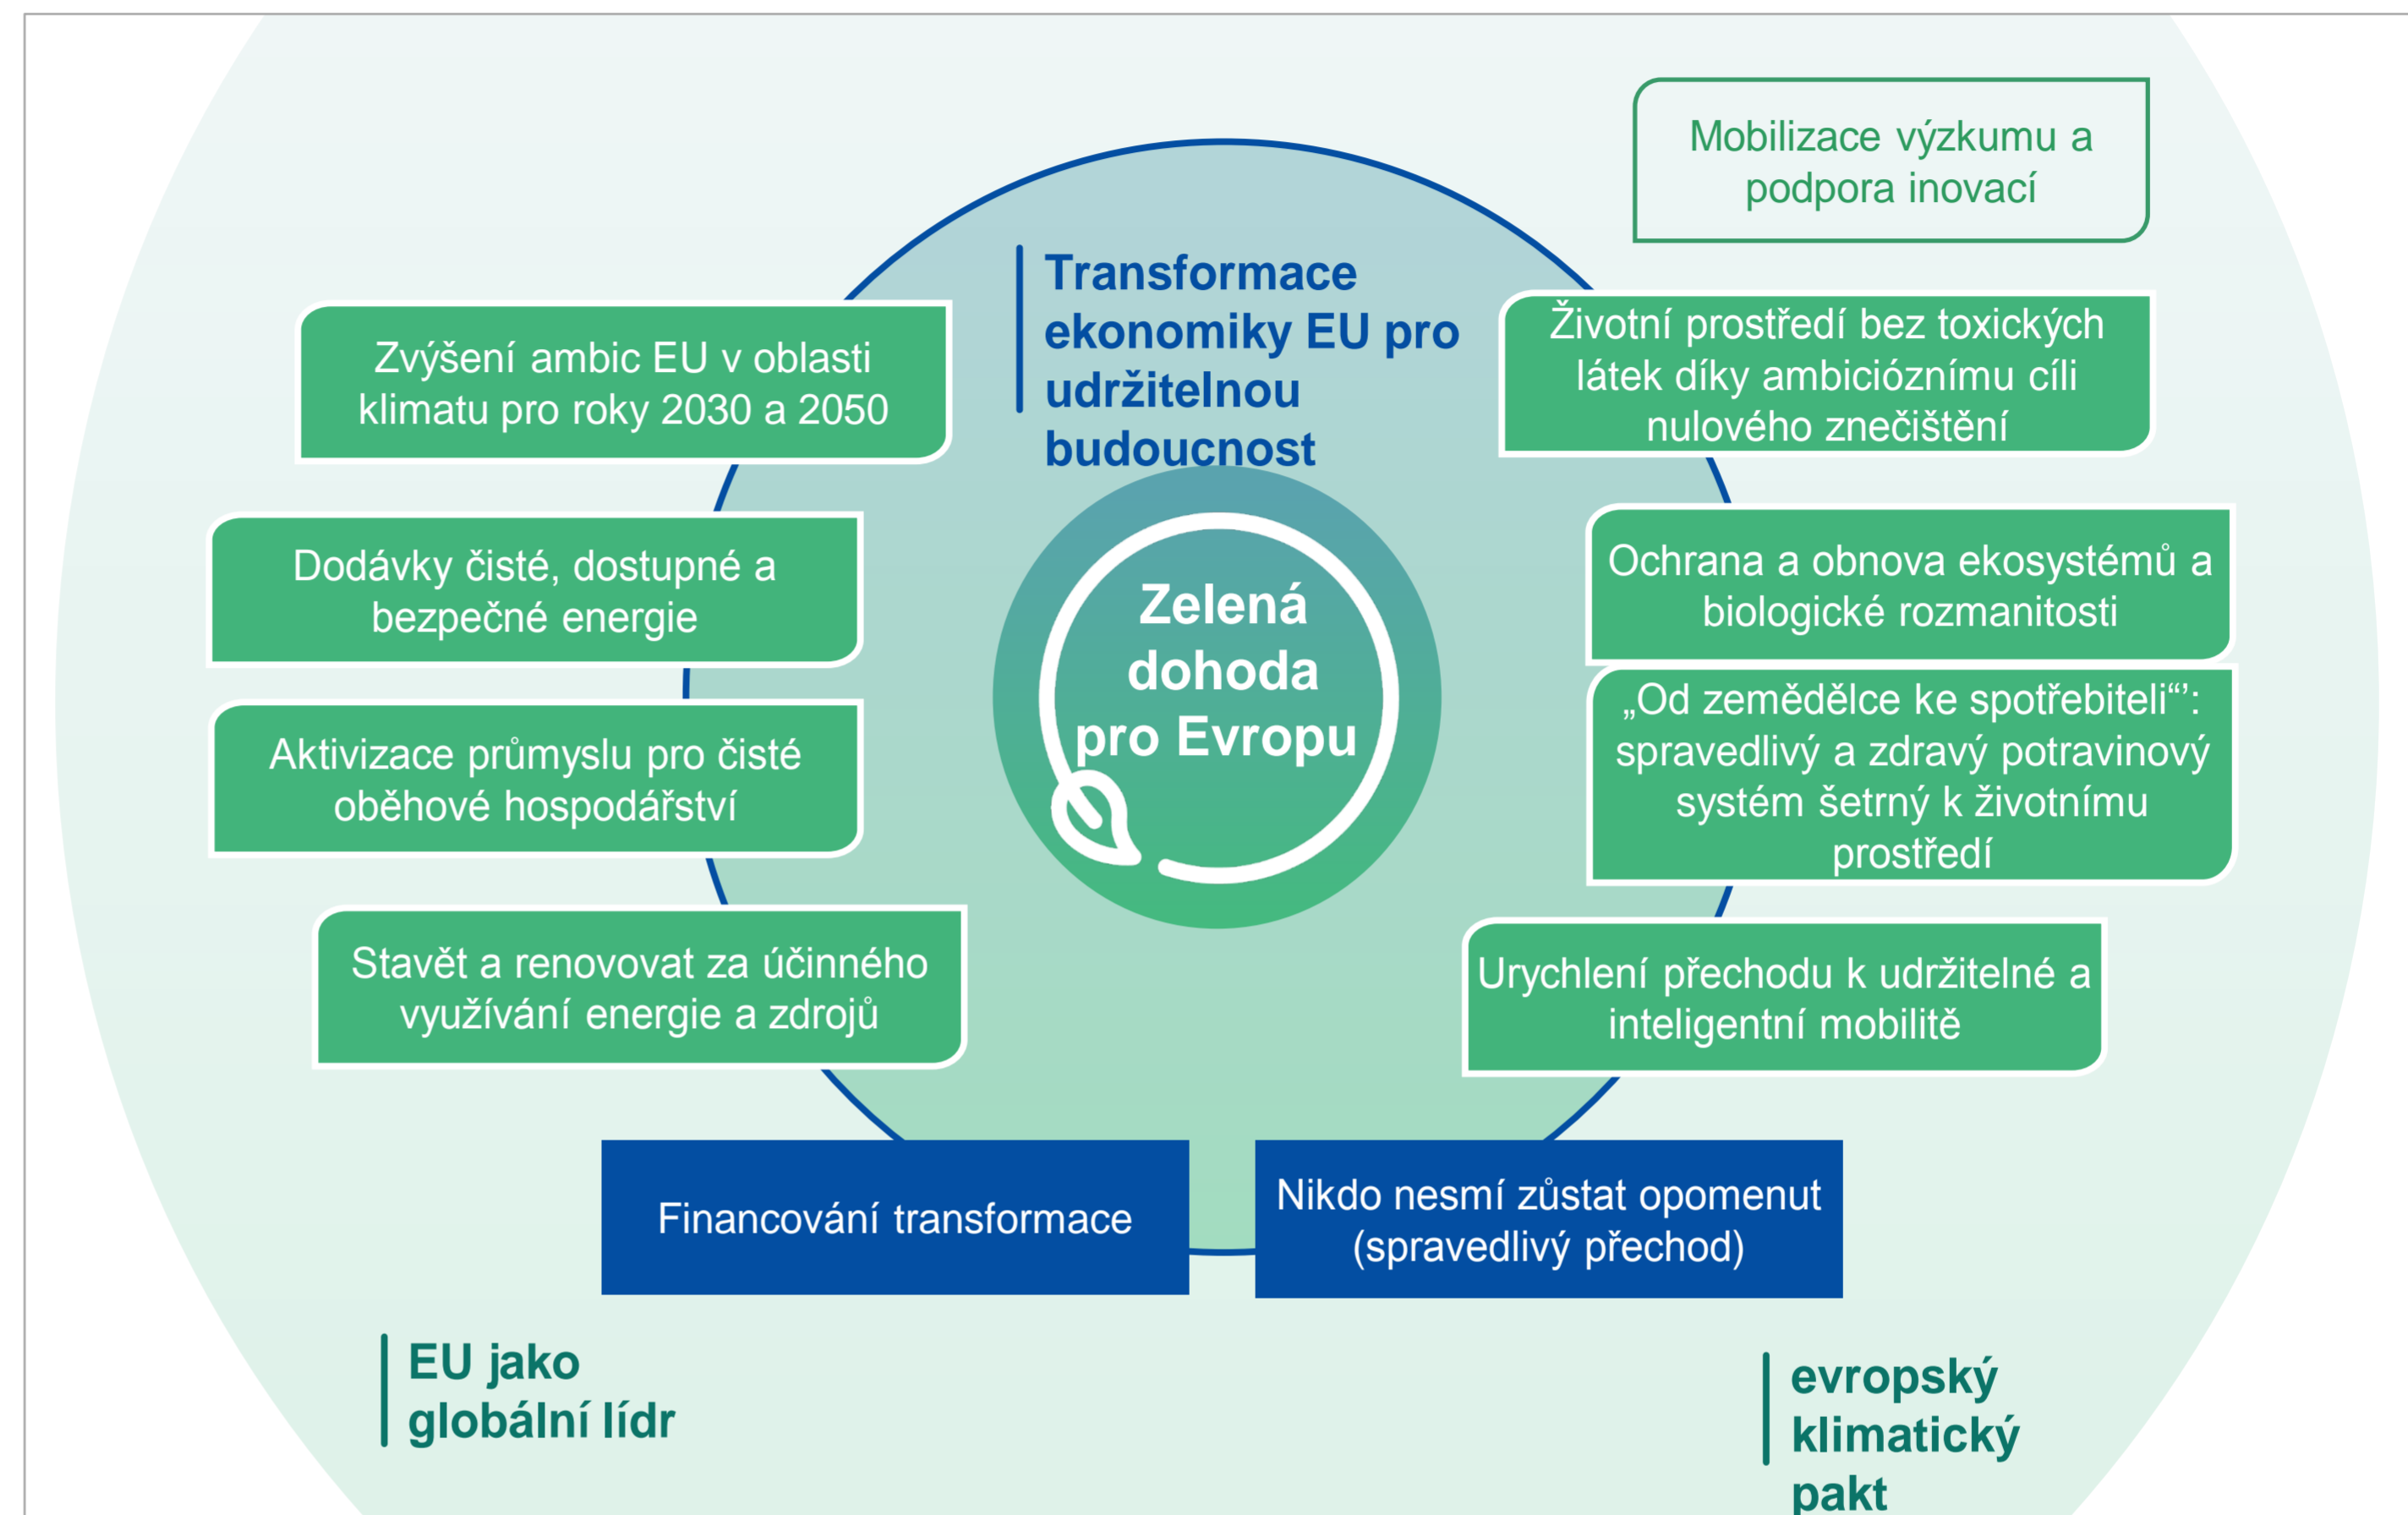 Mobilizace výzkumu a
podpora inovací
Transformace
ekonomiky EU pro
udržitelnou
budoucnost
Zvýšení ambic EU v oblasti
klimatu pro roky 2030 a 2050
Dodávky čisté, dostupné a
bezpečné energie
Aktivizace průmyslu pro čisté
oběhové hospodářství
Stavět a renovovat za účinného
využívání energie a zdrojů
Zelená
dohoda
pro Evropu
Životní prostředí bez toxických
látek díky ambicióznímu cíli
nulového znečištění
Ochrana a obnova ekosystémů a
biologické rozmanitosti
„Od zemědělce ke spotřebiteli“’:
spravedlivý a zdravý potravinový
systém šetrný k životnímu
prostředí
Urychlení přechodu k udržitelné a
inteligentní mobilitě
Financování transformace
Nikdo nesmí zůstat opomenut
(spravedlivý přechod)
EU jako
globální lídr
evropský
klimatický
pakt